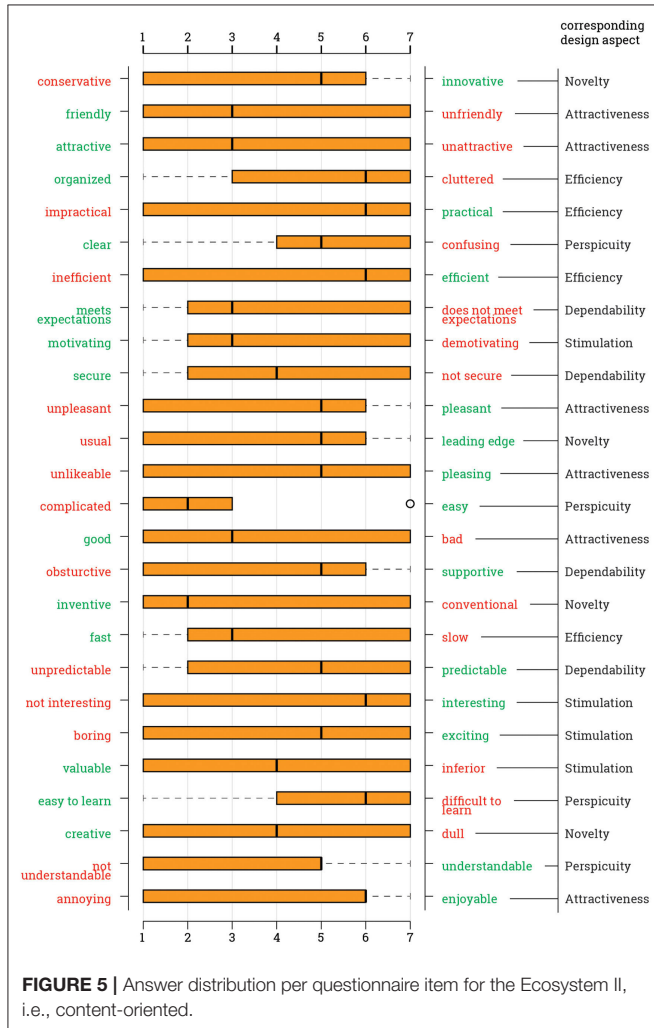 corresponding
design aspect
1 2 3 4 5 6 7
conservative innovative Novelty
friendly unfriendly Attractiveness
attractive unattractive Attractiveness
organized cluttered Efficiency
impractical practical Efficiency
clear confusing Perspicuity
inefficient efficient Efficiency
meets does not meet Dependability
expectations expectations
motivating demotivating Stimulation
secure not secure Dependability
unpleasant pleasant Attractiveness
usual leading edge Novelty
unlikeable pleasing Attractiveness
complicated easy Perspicuity
good bad Attractiveness
obsturctive supportive Dependability
inventive conventional Novelty
fast slow Efficiency
unpredictable predictable Dependability
not interesting interesting Stimulation
boring exciting Stimulation
valuable inferior Stimulation
easy to learn difficult to Perspicuity
learn
creative dull Novelty
not understandable Perspicuity
understandable
annoying enjoyable Attractiveness
1 2 3 4 5 6 7
FIGURE 5 | Answer distribution per questionnaire item for the Ecosystem II,
i.e., content-oriented.